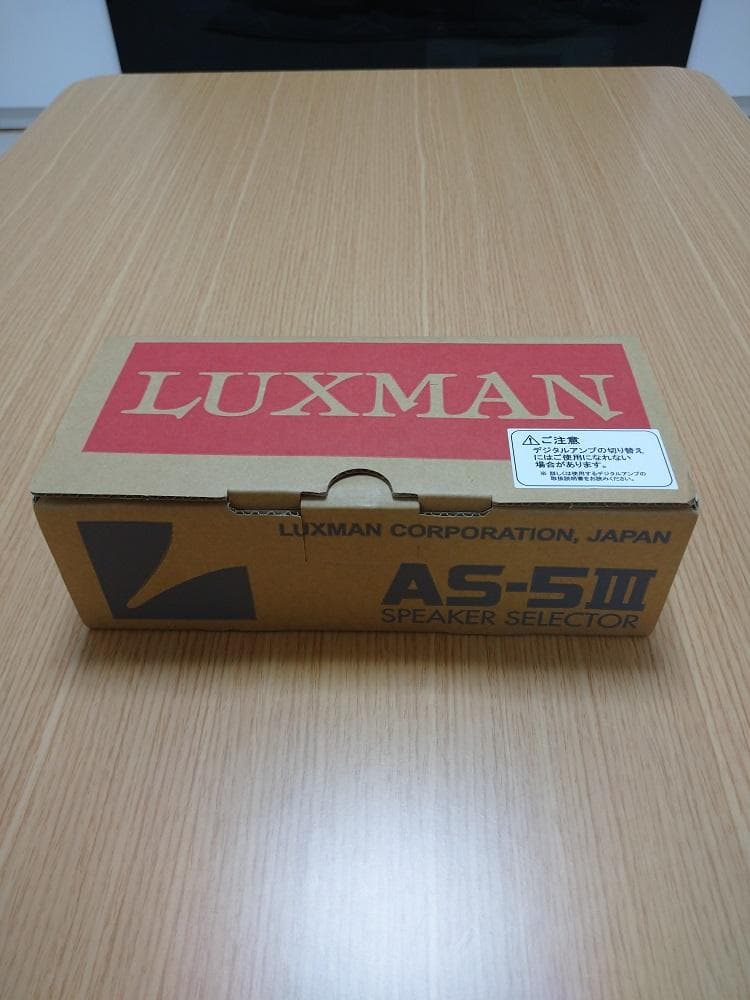 LUXMAN
⚠ご注意
デジタルアンプの切り替え
にはご使用になれない
場合があります。
※ 詳しくは使用するデジタルアンプの
取扱説明書をお読みください。
LUXMAN CORPORATION, JAPAN
AS-5III
SPEAKER SELECTOR